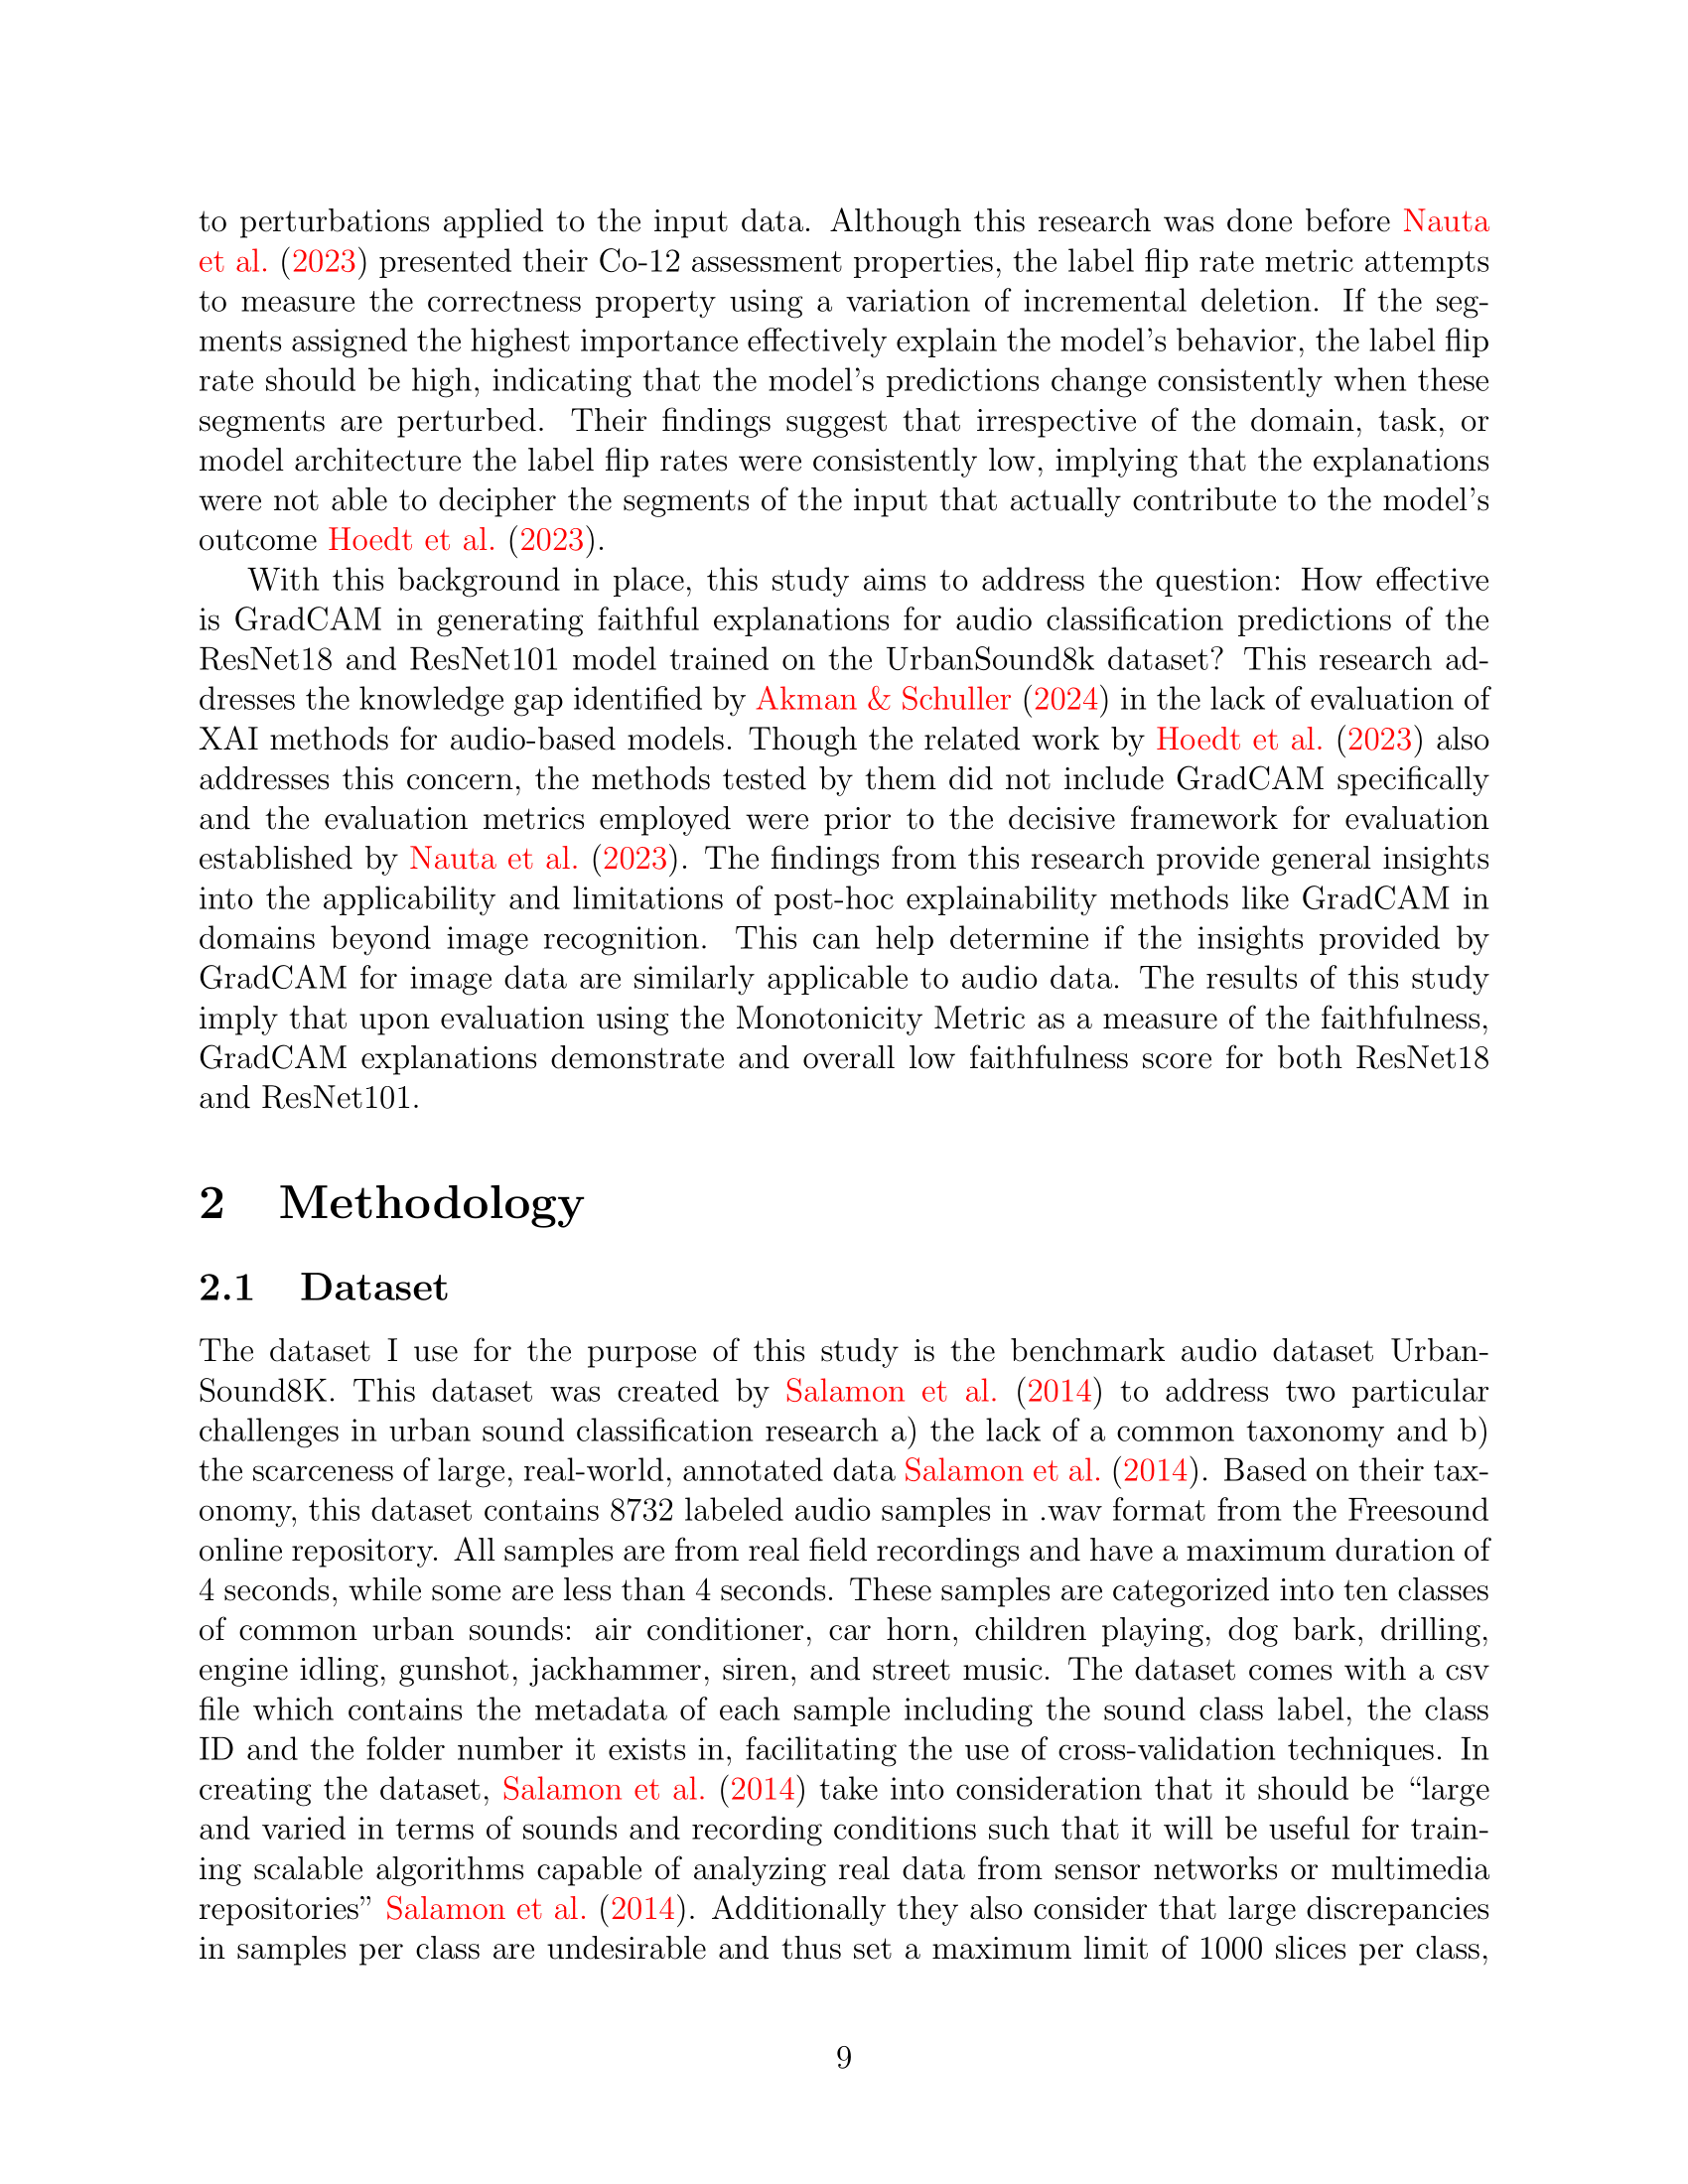 to perturbations applied to the input data. Although this research was done before Nauta
et al. (2023) presented their Co-12 assessment properties, the label flip rate metric attempts
to measure the correctness property using a variation of incremental deletion. If the seg-
ments assigned the highest importance effectively explain the model's behavior, the label flip
rate should be high, indicating that the model's predictions change consistently when these
segments are perturbed. Their findings suggest that irrespective of the domain, task, or
model architecture the label flip rates were consistently low, implying that the explanations
were not able to decipher the segments of the input that actually contribute to the model's
outcome Hoedt et al. (2023).
With this background in place, this study aims to address the question: How effective
is GradCAM in generating faithful explanations for audio classification predictions of the
ResNet18 and ResNet101 model trained on the UrbanSound8k dataset? This research ad-
dresses the knowledge gap identified by Akman & Schuller (2024) in the lack of evaluation of
XAI methods for audio-based models. Though the related work by Hoedt et al. (2023) also
addresses this concern, the methods tested by them did not include GradCAM specifically
and the evaluation metrics employed were prior to the decisive framework for evaluation
established by Nauta et al. (2023). The findings from this research provide general insights
into the applicability and limitations of post-hoc explainability methods like GradCAM in
domains beyond image recognition. This can help determine if the insights provided by
GradCAM for image data are similarly applicable to audio data. The results of this study
imply that upon evaluation using the Monotonicity Metric as a measure of the faithfulness,
GradCAM explanations demonstrate and overall low faithfulness score for both ResNet18
and ResNet101.
2 Methodology
2.1 Dataset
The dataset I use for the purpose of this study is the benchmark audio dataset Urban-
Sound8K. This dataset was created by Salamon et al. (2014) to address two particular
challenges in urban sound classification research a) the lack of a common taxonomy and b)
the scarceness of large, real-world, annotated data Salamon et al. (2014). Based on their tax-
onomy, this dataset contains 8732 labeled audio samples in .wav format from the Freesound
online repository. All samples are from real field recordings and have a maximum duration of
4 seconds, while some are less than 4 seconds. These samples are categorized into ten classes
of common urban sounds: air conditioner, car horn, children playing, dog bark, drilling,
engine idling, gunshot, jackhammer, siren, and street music. The dataset comes with a csv
file which contains the metadata of each sample including the sound class label, the class
ID and the folder number it exists in, facilitating the use of cross-validation techniques. In
creating the dataset, Salamon et al. (2014) take into consideration that it should be “large
and varied in terms of sounds and recording conditions such that it will be useful for train-
ing scalable algorithms capable of analyzing real data from sensor networks or multimedia
repositories” Salamon et al. (2014). Additionally they also consider that large discrepancies
in samples per class are undesirable and thus set a maximum limit of 1000 slices per class,
9